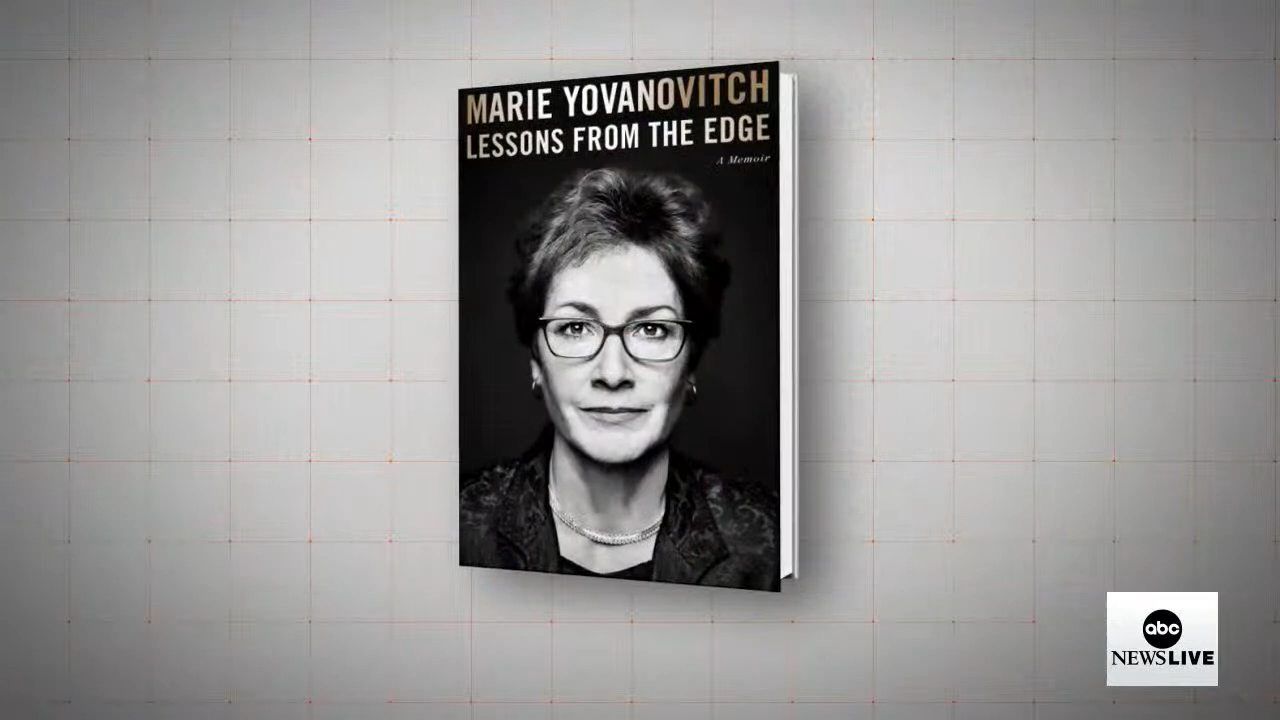 MARIE YOVANOVITCH
LESSONS FROM THE EDGE
A Memoir
abc
NEWSLIVE